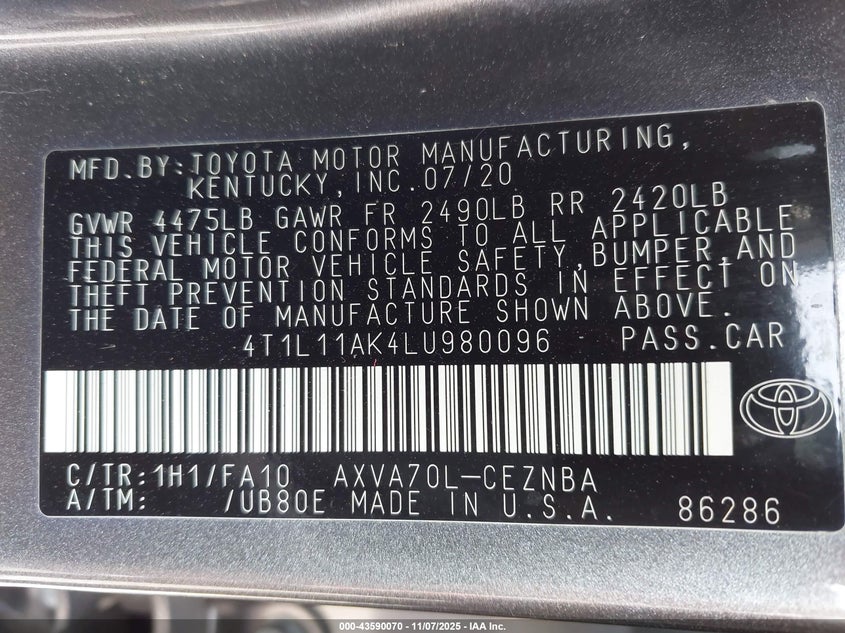 MFD.BY:TOYOTA MOTOR MANUFACTURING,
KENTUCKY,INC.07/20
GVWR 4475LB GAWR FR 2490LB RR 2420LB
THIS VEHICLE CONFORMS TO ALL APPLICABLE
FEDERAL MOTOR VEHICLE SAFETY,BUMPER,AND
THEFT PREVENTION STANDARDS IN EFFECT ON
THE DATE OF MANUFACTURE SHOWN ABOVE.
4T1L11AK4LU980096 PASS.CAR
C/TR:1H1/FA10 AXVA70L-CEZNBA
A/TM: /UB80E MADE IN U.S.A. 86286
000-43590070 - 11/07/2025 - IAA Inc.